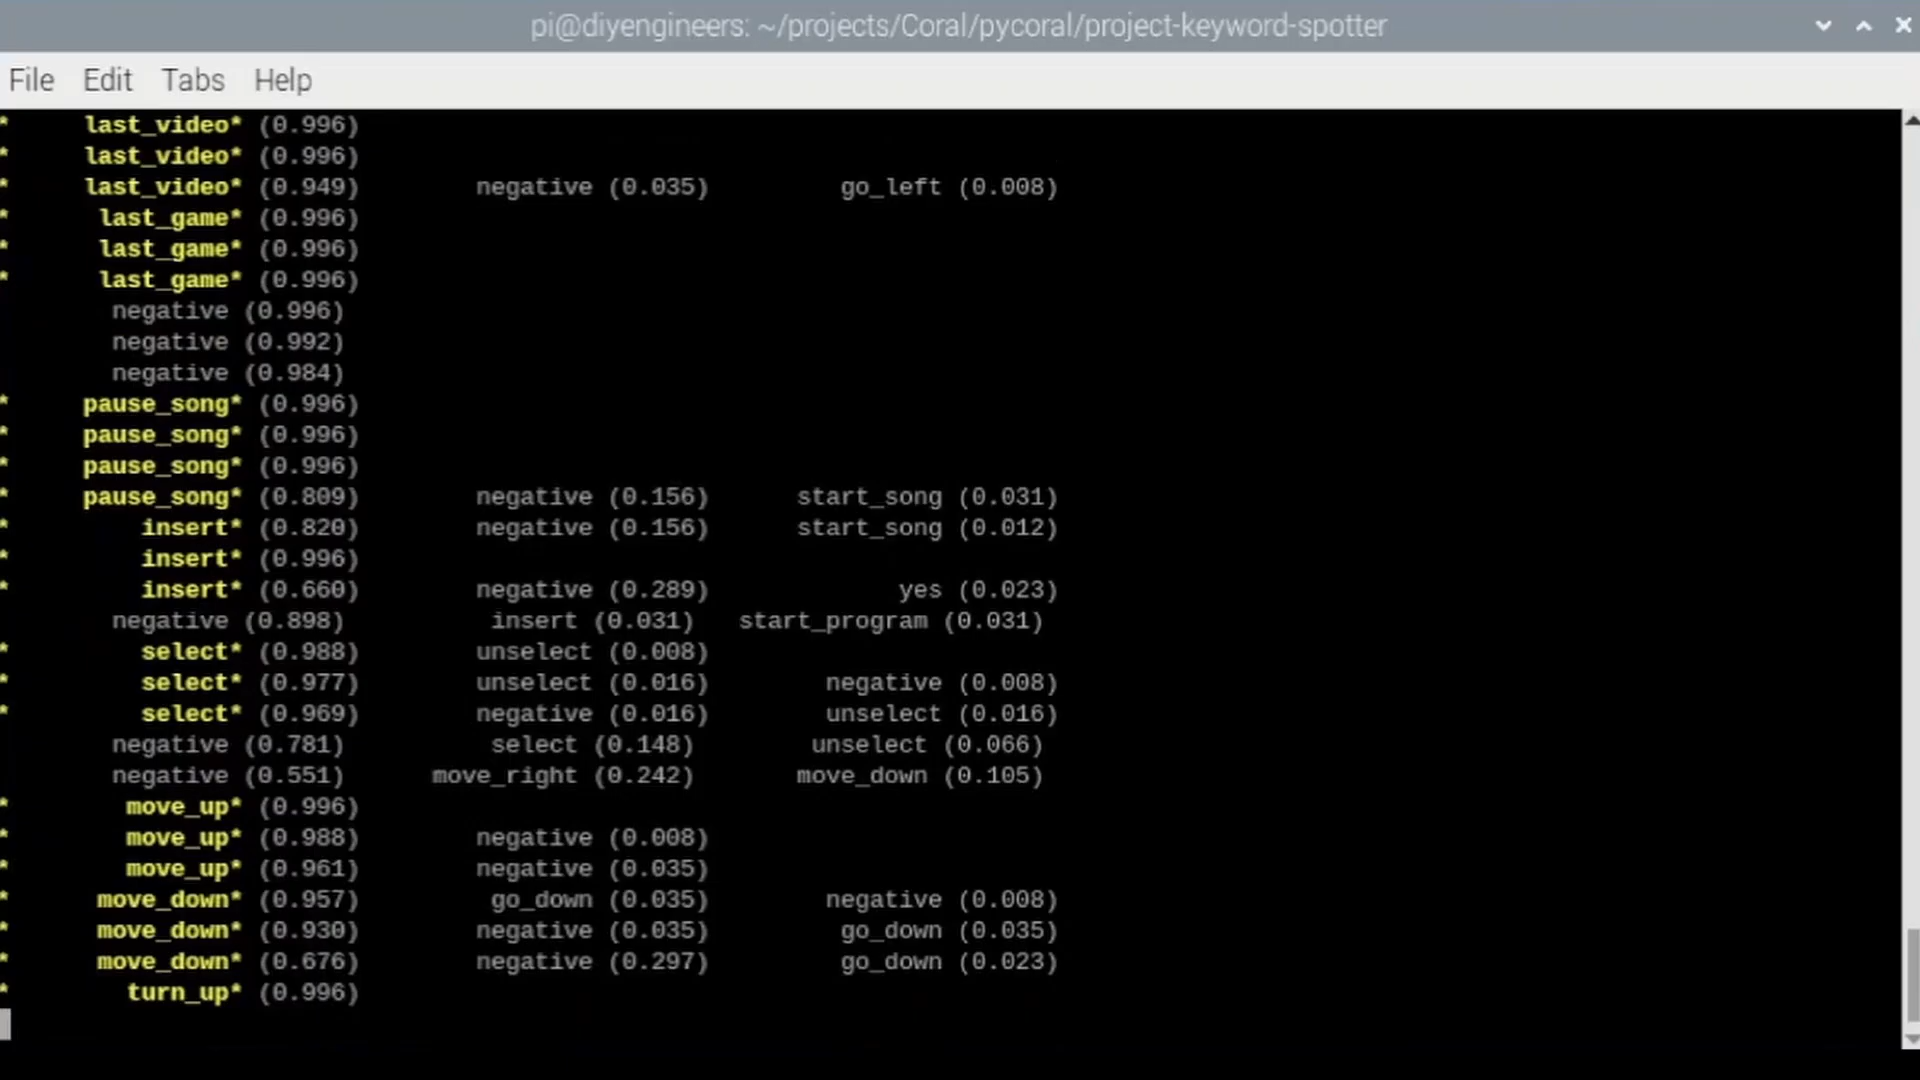 pi@diyengineers: ~/projects/Coral/pycoral/project-keyword-spotter
File Edit Tabs Help
* last_video* (0.996)
* last_video* (0.996)
* last_video* (0.949) negative (0.035) go_left (0.008)
* last_game* (0.996)
* last_game* (0.996)
* last_game* (0.996)
negative (0.996)
negative (0.992)
negative (0.984)
* pause_song* (0.996)
* pause_song* (0.996)
* pause_song* (0.996)
* pause_song* (0.809) negative (0.156) start_song (0.031)
* insert* (0.820) negative (0.156) start_song (0.012)
* insert* (0.996)
* insert* (0.660) negative (0.289) yes (0.023)
negative (0.898) insert (0.031) start_program (0.031)
* select* (0.988) unselect (0.008)
* select* (0.977) unselect (0.016) negative (0.008)
* select* (0.969) negative (0.016) unselect (0.016)
negative (0.781) select (0.148) unselect (0.066)
negative (0.551) move_right (0.242) move_down (0.105)
* move_up* (0.996)
* move_up* (0.988) negative (0.008)
* move_up* (0.961) negative (0.035)
* move_down* (0.957) go_down (0.035) negative (0.008)
* move_down* (0.930) negative (0.035) go_down (0.035)
* move_down* (0.676) negative (0.297) go_down (0.023)
* turn_up* (0.996)